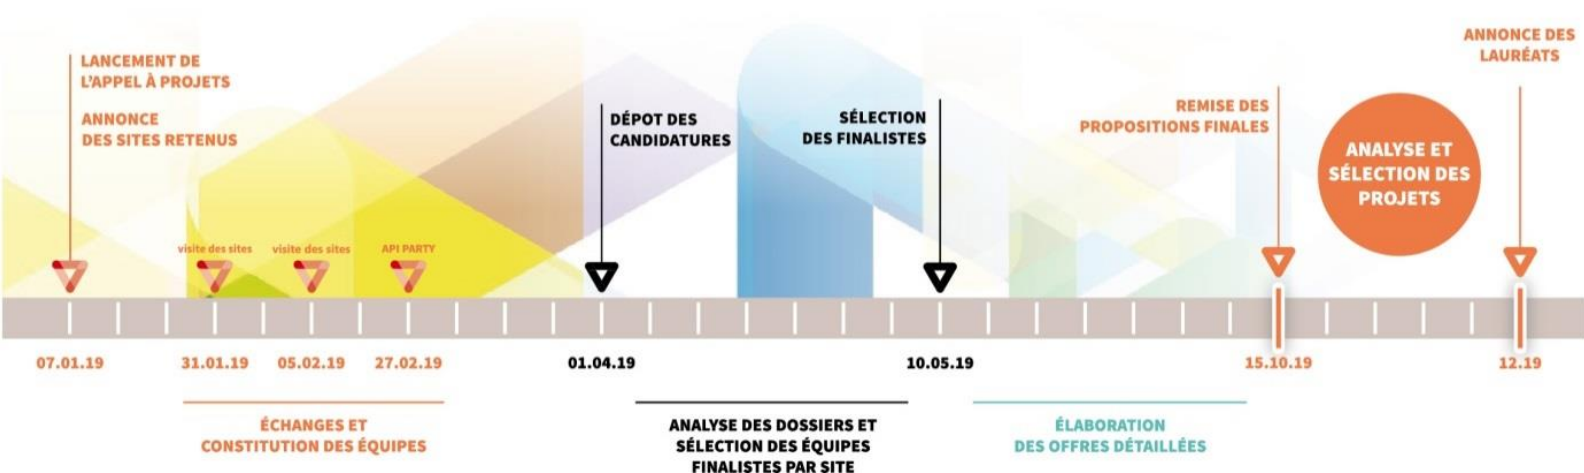 LANCEMENT DE
L'APPEL À PROJETS
ANNONCE
DES SITES RETENUS
visite des sites
visite des sites
API PARTY
DÉPOT DES
CANDIDATURES
SÉLECTION
DES FINALISTES
REMISE DES
PROPOSITIONS FINALES
ANALYSE ET
SÉLECTION DES
PROJETS
ANNONCE DES
LAURÉATS
07.01.19
31.01.19
05.02.19
27.02.19
01.04.19
10.05.19
15.10.19
12.19
ÉCHANGES ET
CONSTITUTION DES ÉQUIPES
ANALYSE DES DOSSIERS ET
SÉLECTION DES ÉQUIPES
FINALISTES PAR SITE
ÉLABORATION
DES OFFRES DÉTAILLÉES